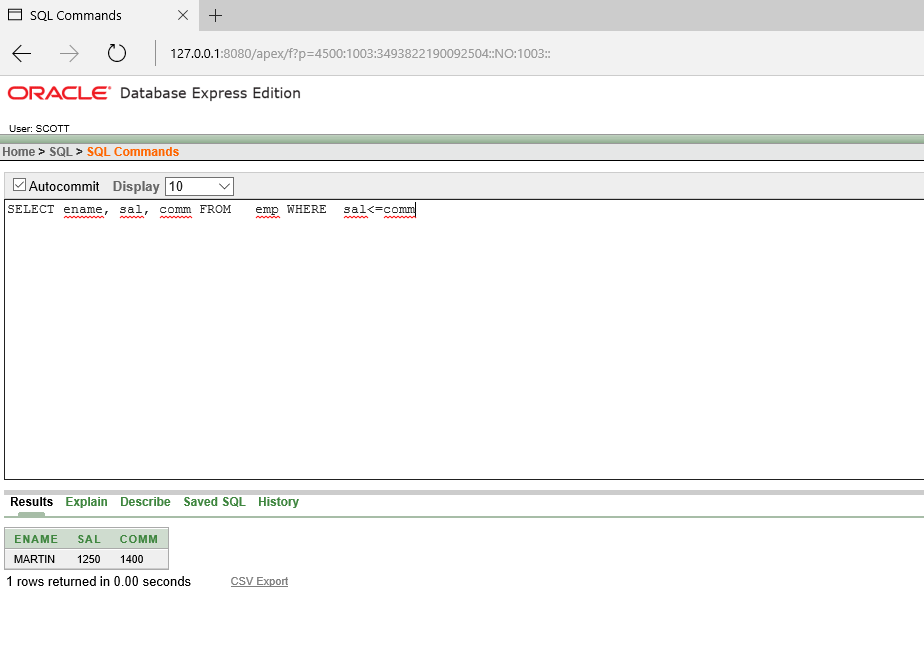 SQL Commands
127.0.0.1:8080/apex/f?p=4500:1003:3493822190092504::NO:1003::
ORACLE Database Express Edition
User: SCOTT
Home > SQL > SQL Commands
Autocommit Display 10
SELECT ename, sal, comm FROM emp WHERE sal<=comm
Results Explain Describe Saved SQL History
ENAME SAL COMM
MARTIN 1250 1400
1 rows returned in 0.00 seconds CSV Export